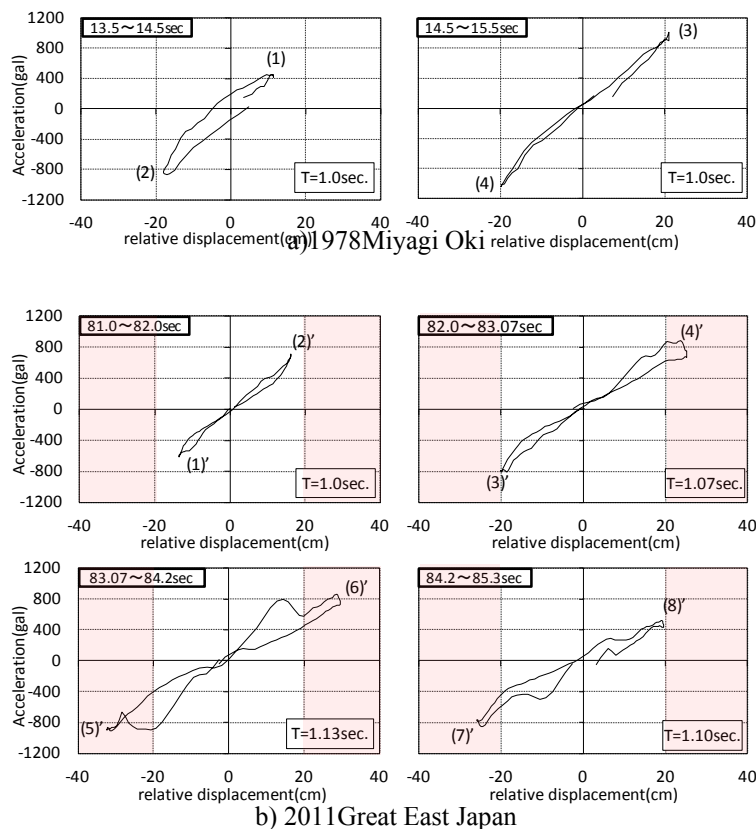 1200
800
400
0
-400
-800
-1200
Acceleration(gal)
13.5~14.5sec
(1)
(2)
T=1.0sec.
-40 -20 0 20 40
relative displacement(cm)
14.5~15.5sec
(3)
(4)
T=1.0sec.
-40 -20 0 20 40
relative displacement(cm)
a)1978Miyagi Oki
1200
800
400
0
-400
-800
-1200
Acceleration(gal)
81.0~82.0sec
(2)'
(1)'
T=1.0sec.
-40 -20 0 20 40
relative displacement(cm)
82.0~83.07sec
(4)'
(3)'
T=1.07sec.
-40 -20 0 20 40
relative displacement(cm)
1200
800
400
0
-400
-800
-1200
Acceleration(gal)
83.07~84.2sec
(6)'
(5)'
T=1.13sec.
-40 -20 0 20 40
relative displacement(cm)
84.2~85.3sec
(8)'
(7)'
T=1.10sec.
-40 -20 0 20 40
relative displacement(cm)
b) 2011Great East Japan